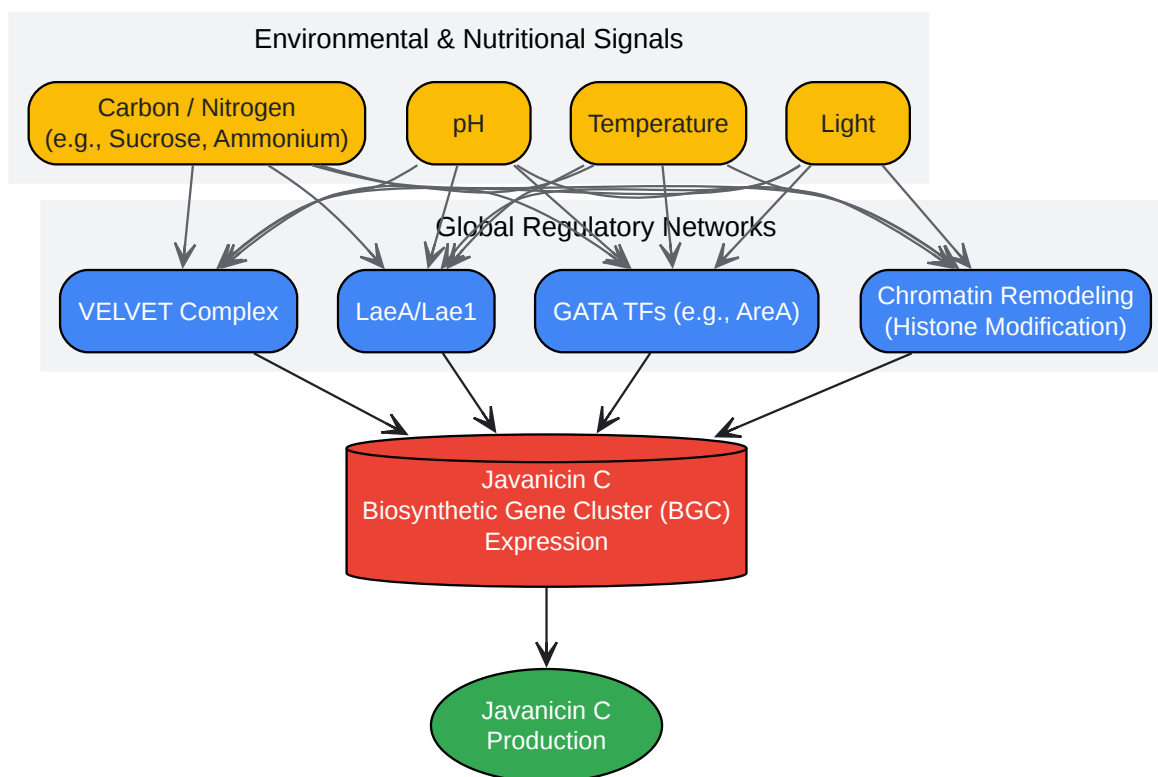 Environmental & Nutritional Signals
Carbon / Nitrogen
(e.g., Sucrose, Ammonium)
pH
Temperature
Light
Global Regulatory Networks
VELVET Complex
LaeA/Lae1
GATA TFs (e.g., AreA)
Chromatin Remodeling
(Histone Modification)
Javanicin C
Biosynthetic Gene Cluster (BGC)
Expression
Javanicin C
Production